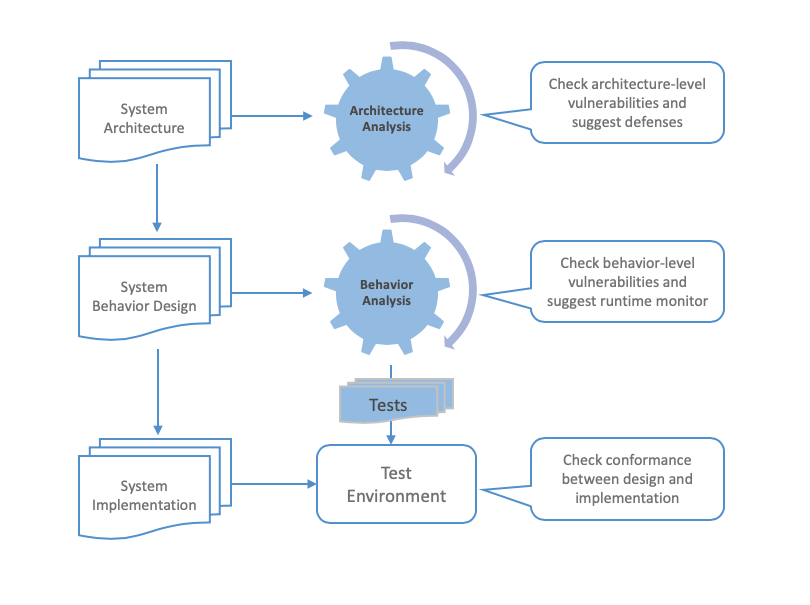 System
Architecture
Architecture
Analysis
Check architecture-level
vulnerabilities and
suggest defenses
System
Behavior Design
Behavior
Analysis
Check behavior-level
vulnerabilities and
suggest runtime monitor
Tests
System
Implementation
Test
Environment
Check conformance
between design and
implementation